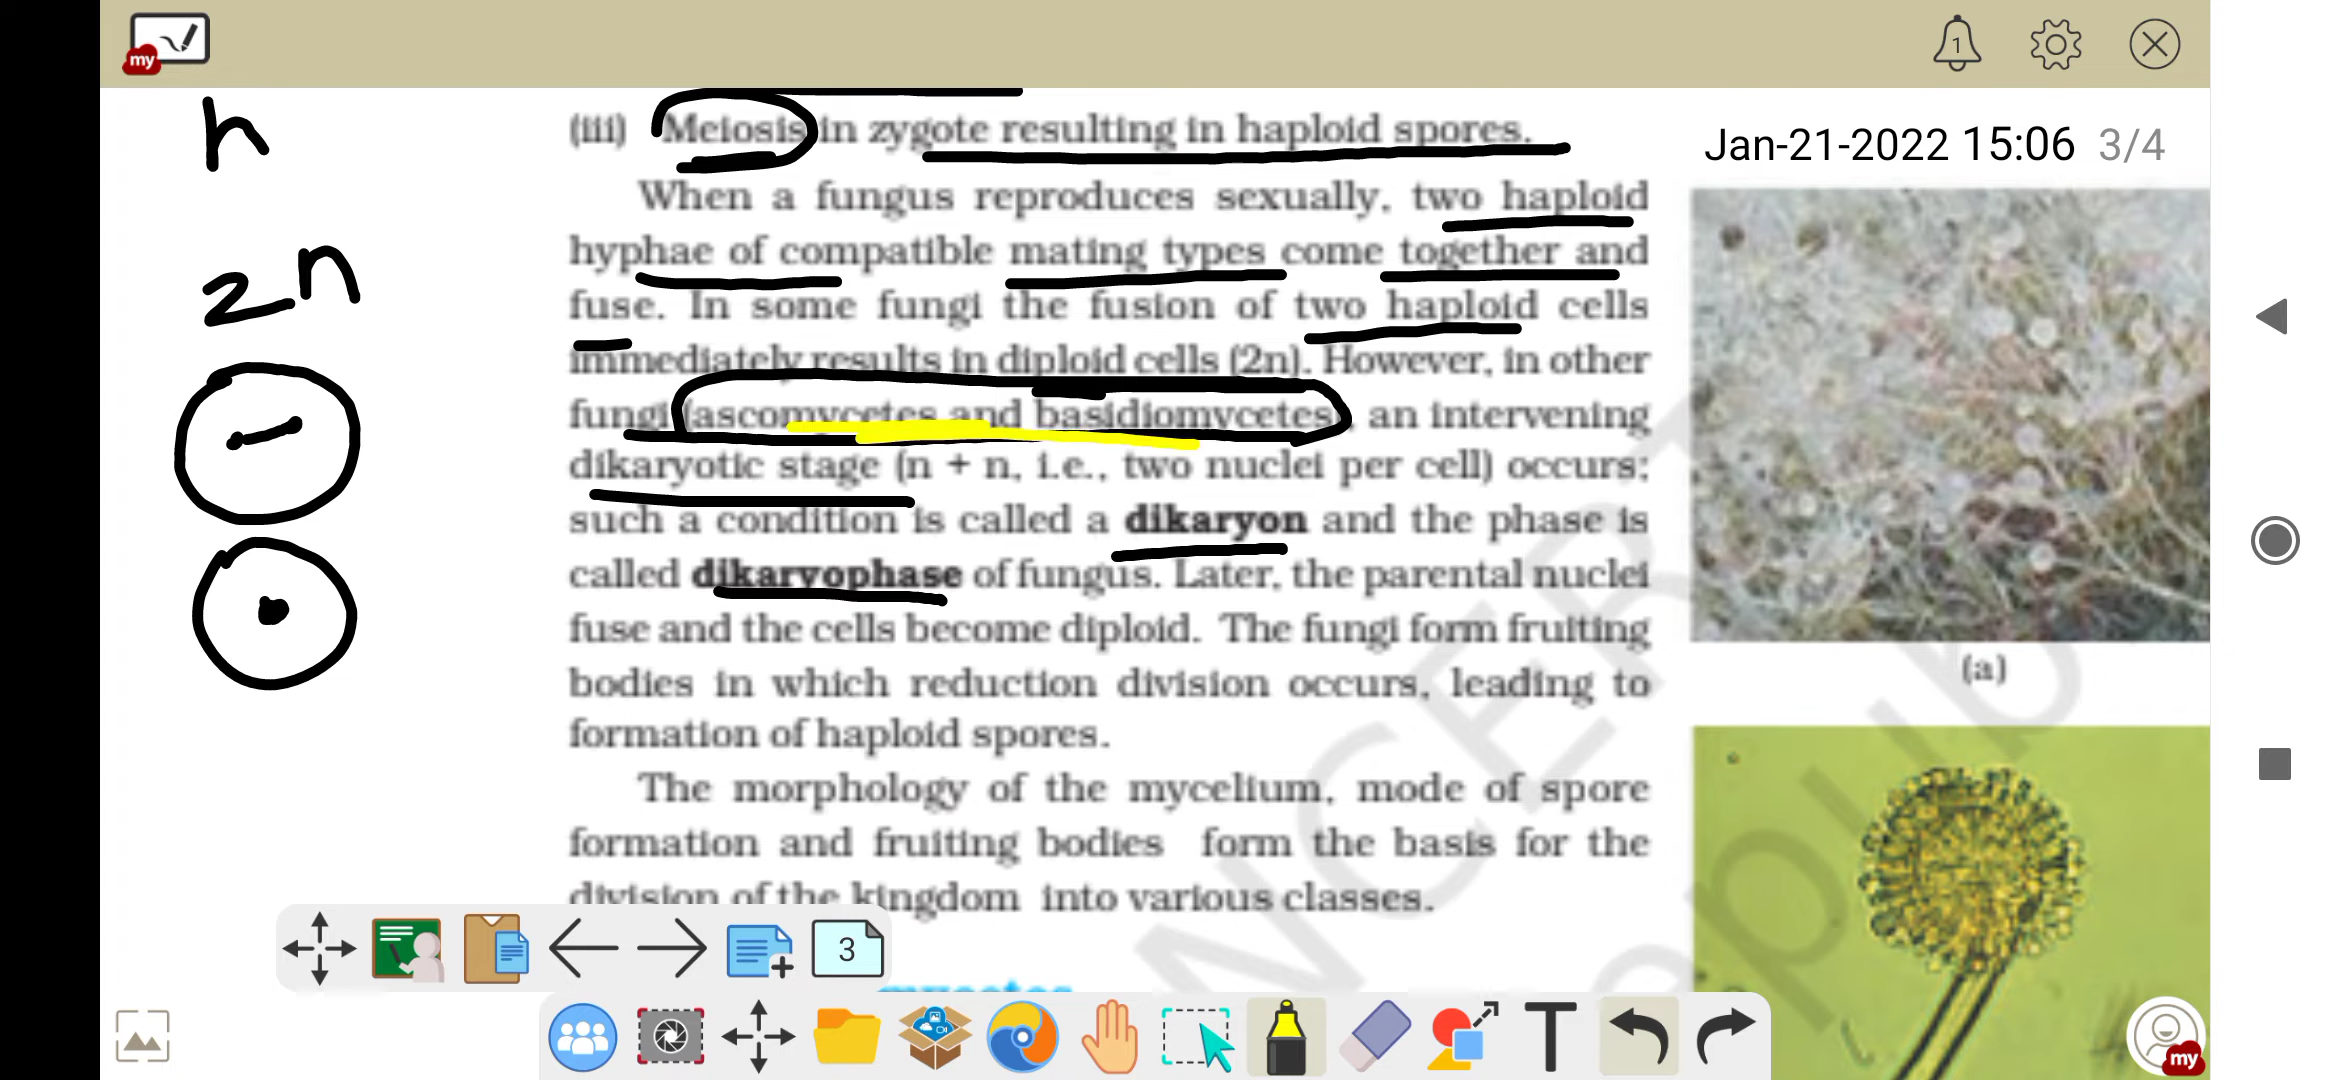 my
1
n
(iii) Meiosis in zygote resulting in haploid spores.
Jan-21-2022 15:06 3/4
When a fungus reproduces sexually, two haploid
hyphae of compatible mating types come together and
fuse. In some fungi the fusion of two haploid cells
immediately results in diploid cells (2n). However, in other
fungi (ascomycetes and basidiomycetes), an intervening
dikaryotic stage (n + n, i.e., two nuclei per cell) occurs;
such a condition is called a dikaryon and the phase is
called dikaryophase of fungus. Later, the parental nuclei
fuse and the cells become diploid. The fungi form fruiting
bodies in which reduction division occurs, leading to
formation of haploid spores.
The morphology of the mycelium, mode of spore
formation and fruiting bodies form the basis for the
division of the kingdom into various classes.
2n
(a)
NCERT
republ
3
mycetes
T
my